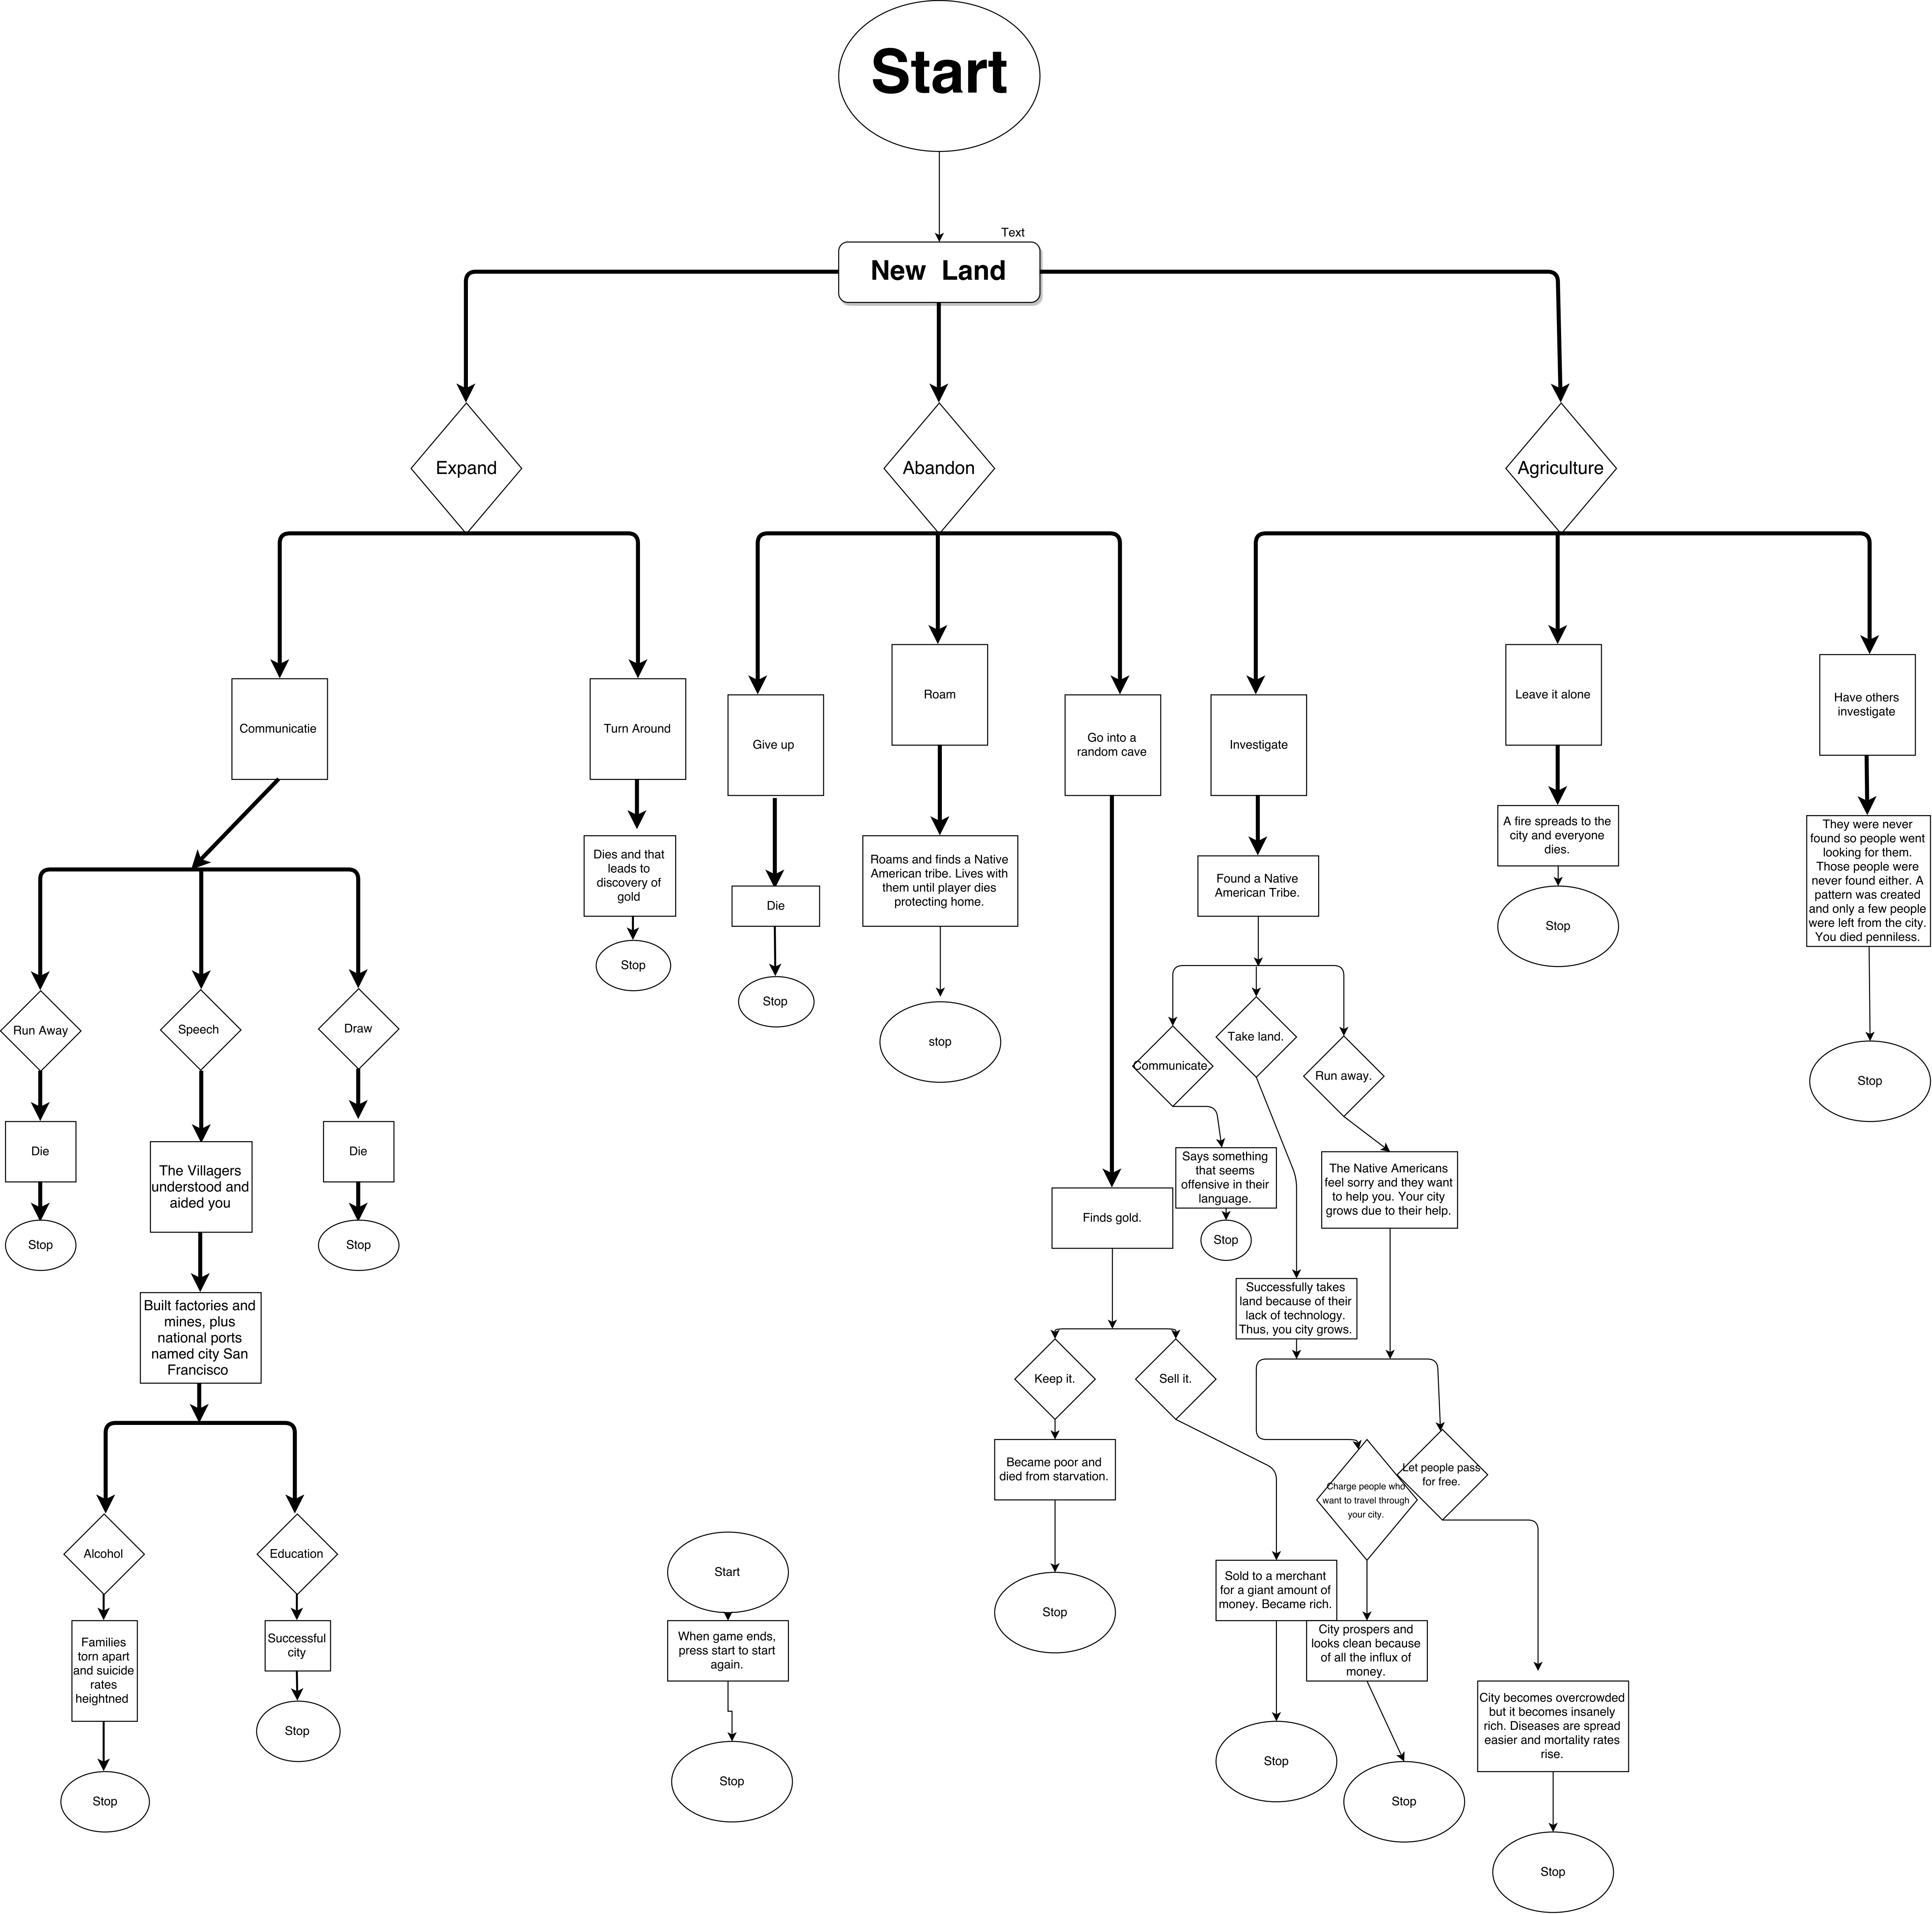 Start
Text
New Land
Expand
Abandon
Agriculture
Communicatie
Turn Around
Give up
Roam
Go into a
random cave
Investigate
Leave it alone
Have others
investigate
Dies and that
leads to
discovery of
gold
Stop
Die
Stop
Roams and finds a Native
American tribe. Lives with
them until player dies
protecting home.
stop
Found a Native
American Tribe.
A fire spreads to the
city and everyone
dies.
Stop
They were never
found so people went
looking for them.
Those people were
never found either. A
pattern was created
and only a few people
were left from the city.
You died penniless.
Stop
Run Away
Speech
Draw
Die
Stop
The Villagers
understood and
aided you
Die
Stop
Built factories and
mines, plus
national ports
named city San
Francisco
Alcohol
Education
Families
torn apart
and suicide
rates
heightned
Stop
Successful
city
Stop
Communicate.
Take land.
Run away.
Says something
that seems
offensive in their
language.
Stop
The Native Americans
feel sorry and they want
to help you. Your city
grows due to their help.
Finds gold.
Successfully takes
land because of their
lack of technology.
Thus, you city grows.
Keep it.
Sell it.
Became poor and
died from starvation.
Stop
Charge people who
want to travel through
your city.
Let people pass
for free.
Sold to a merchant
for a giant amount of
money. Became rich.
Stop
City prospers and
looks clean because
of all the influx of
money.
Stop
City becomes overcrowded
but it becomes insanely
rich. Diseases are spread
easier and mortality rates
rise.
Stop
Start
When game ends,
press start to start
again.
Stop